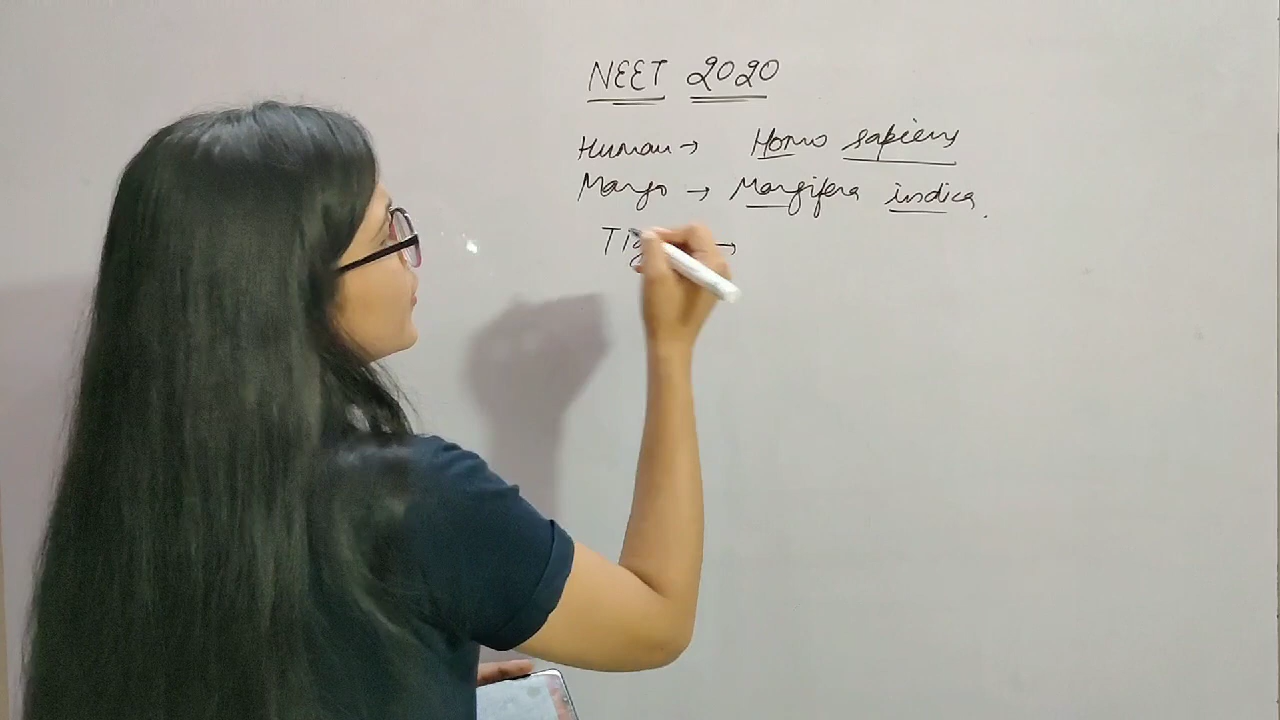 NEET 2020
Human → Homo sapiens
Mango → Mangifera indica.
→